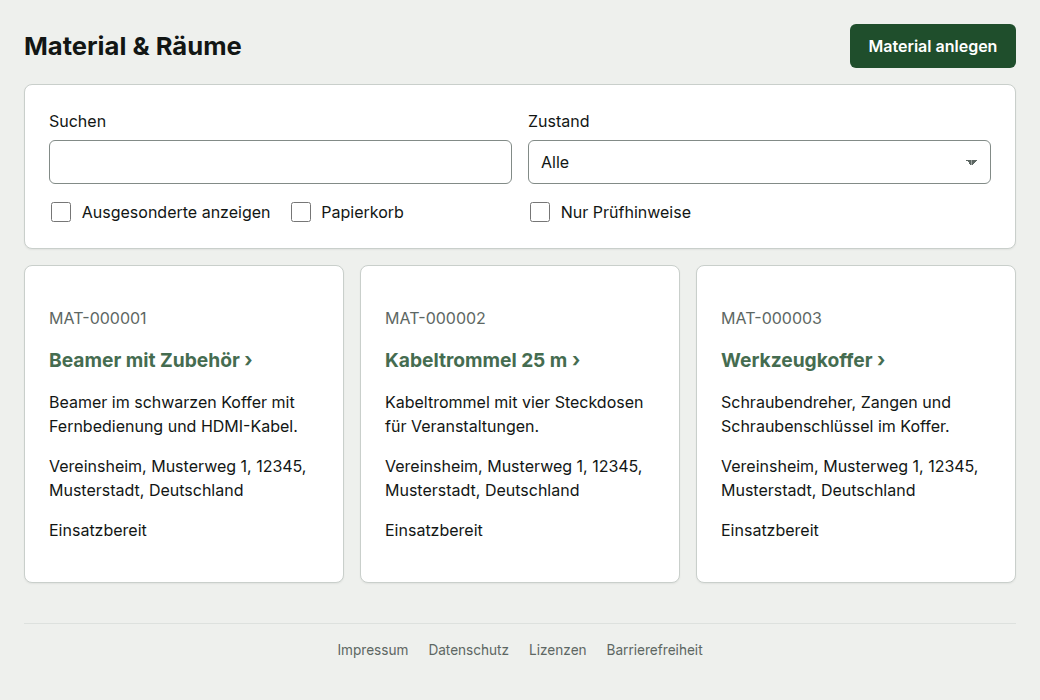 Material & Räume
Material anlegen
Suchen
Zustand
Alle
Ausgesonderte anzeigen
Papierkorb
Nur Prüfhinweise
MAT-000001
Beamer mit Zubehör ›
Beamer im schwarzen Koffer mit
Fernbedienung und HDMI-Kabel.
Vereinsheim, Musterweg 1, 12345,
Musterstadt, Deutschland
Einsatzbereit
MAT-000002
Kabeltrommel 25 m ›
Kabeltrommel mit vier Steckdosen
für Veranstaltungen.
Vereinsheim, Musterweg 1, 12345,
Musterstadt, Deutschland
Einsatzbereit
MAT-000003
Werkzeugkoffer ›
Schraubendreher, Zangen und
Schraubenschlüssel im Koffer.
Vereinsheim, Musterweg 1, 12345,
Musterstadt, Deutschland
Einsatzbereit
Impressum
Datenschutz
Lizenzen
Barrierefreiheit